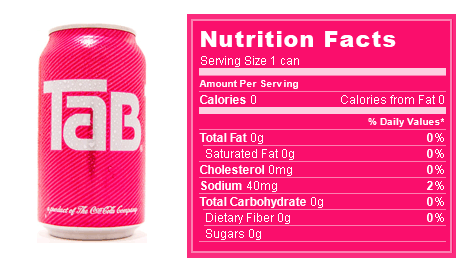 TaB
a product of The Coca-Cola Company
Nutrition Facts
Serving Size 1 can
Amount Per Serving
Calories 0 Calories from Fat 0
% Daily Values*
Total Fat 0g 0%
Saturated Fat 0g 0%
Cholesterol 0mg 0%
Sodium 40mg 2%
Total Carbohydrate 0g 0%
Dietary Fiber 0g 0%
Sugars 0g